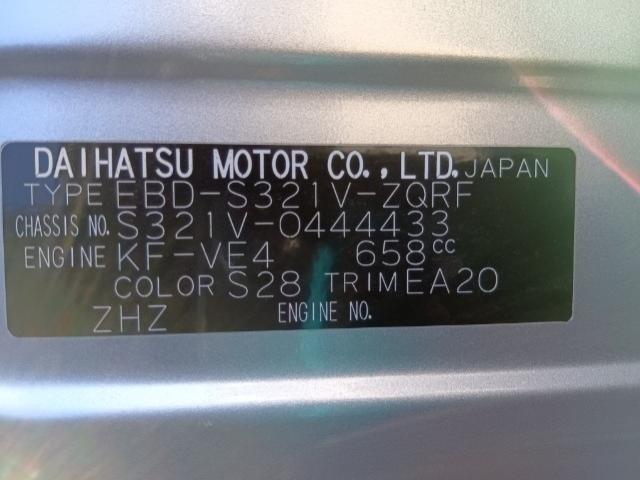 DAIHATSU MOTOR CO.,LTD. JAPAN
TYPE EBD-S321V-ZQRF
CHASSIS NO. S321V-0444433
ENGINE KF-VE4 658cc
COLOR S28 TRIM EA20
ZHZ ENGINE NO.